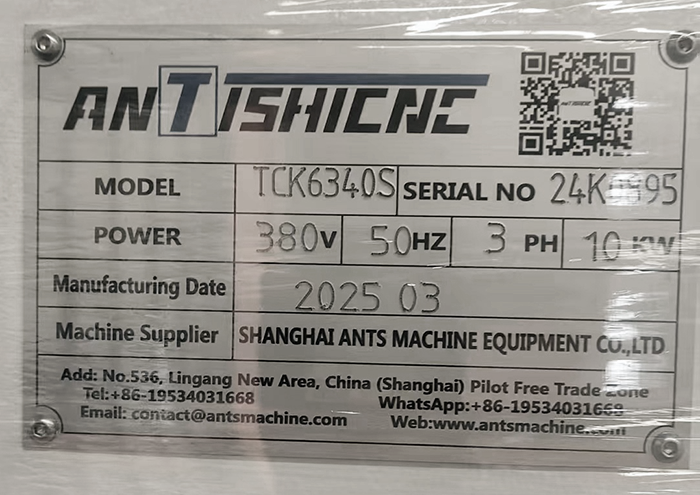 ANTISHICNC
ANTISHICNC
MODEL TCK6340S SERIAL NO
POWER 380V 50HZ 3 PH 10 KW
Manufacturing Date 2025 03
Machine Supplier SHANGHAI ANTS MACHINE EQUIPMENT CO.,LTD
Add: No.536, Lingang New Area, China (Shanghai) Pilot Free Trade Zone
Tel:+86-19534031668 WhatsApp:+86-19534031668
Email: contact@antsmachine.com Web:www.antsmachine.com